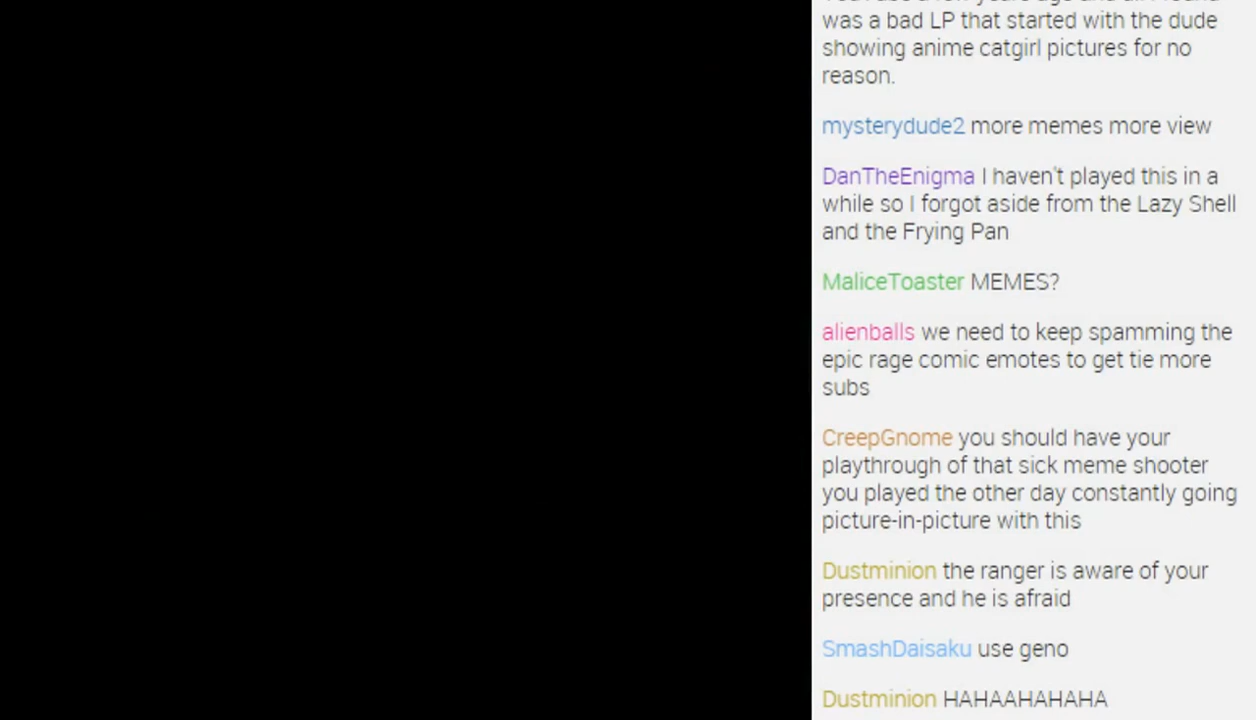 was a bad LP that started with the dude
showing anime catgirl pictures for no
reason.
mysterydude2 more memes more view
DanTheEnigma I haven't played this in a
while so I forgot aside from the Lazy Shell
and the Frying Pan
MaliceToaster MEMES?
alienballs we need to keep spamming the
epic rage comic emotes to get tie more
subs
CreepGnome you should have your
playthrough of that sick meme shooter
you played the other day constantly going
picture-in-picture with this
Dustminion the ranger is aware of your
presence and he is afraid
SmashDaisaku use geno
Dustminion HAHAAHAHAHA